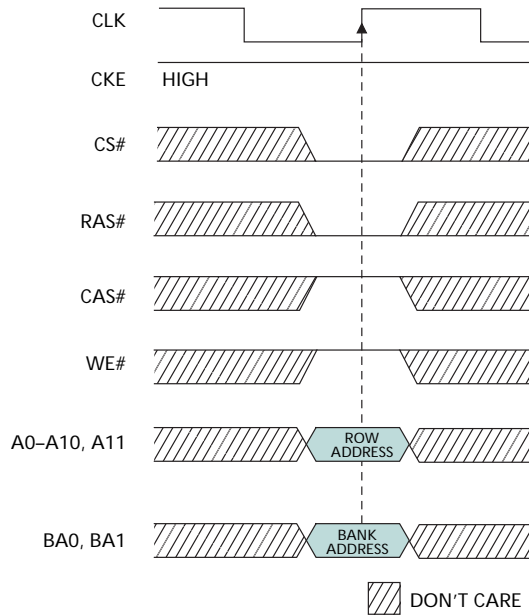 CLK
CKE HIGH
CS#
RAS#
CAS#
WE#
A0–A10, A11 ROW
ADDRESS
BA0, BA1 BANK
ADDRESS
DON'T CARE